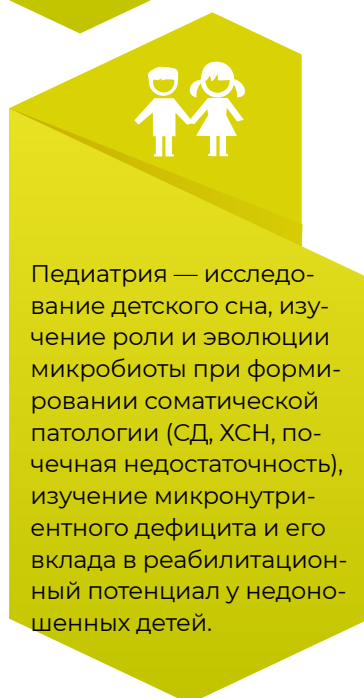 Педиатрия — исследо-
вание детского сна, изу-
чение роли и эволюции
микробиоты при форми-
ровании соматической
патологии (СД, ХСН, по-
чечная недостаточность),
изучение микронутри-
ентного дефицита и его
вклада в реабилитацион-
ный потенциал у недоно-
шенных детей.